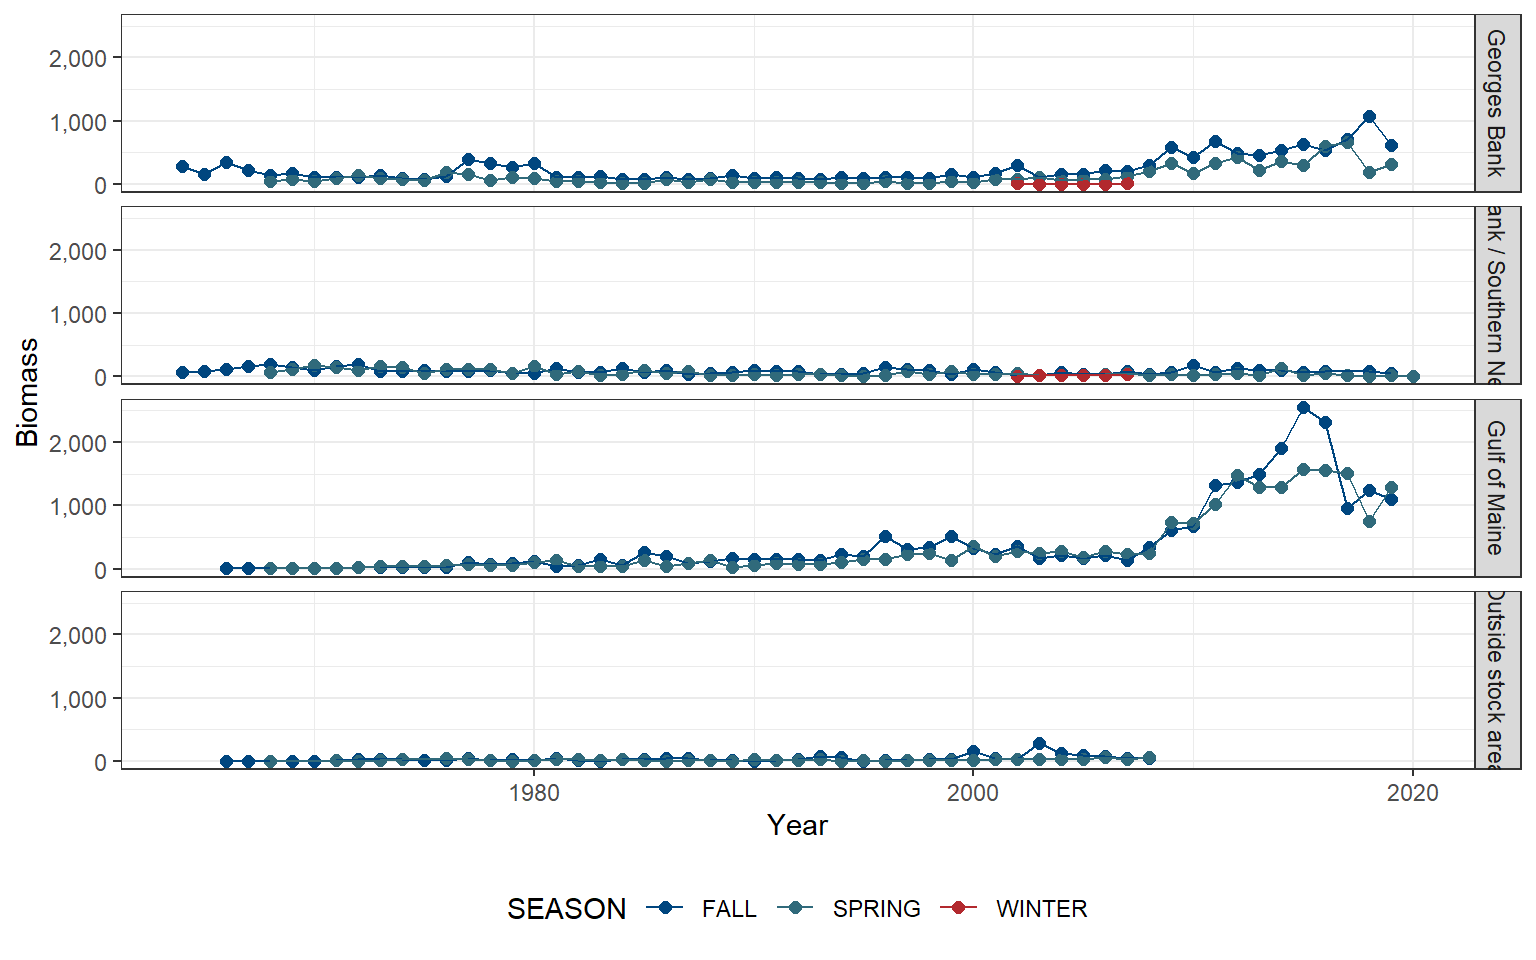 Biomass
2,000
1,000
0
Georges Bank
2,000
1,000
0
/ Southern
2,000
1,000
0
Gulf of Maine
2,000
1,000
0
Outside stock area
1980
2000
2020
Year
SEASON FALL SPRING WINTER